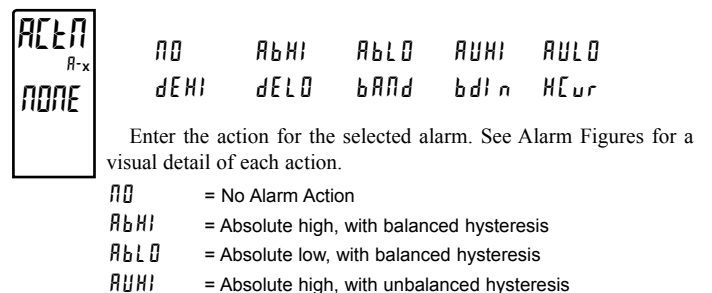 ACtN
A-x
NONE
NO AbHI AbLO AUHI AULO
dEHI dELO bANd bdIn HCur
Enter the action for the selected alarm. See Alarm Figures for a
visual detail of each action.
NO = No Alarm Action
AbHI = Absolute high, with balanced hysteresis
AbLO = Absolute low, with balanced hysteresis
AUHI = Absolute high, with unbalanced hysteresis